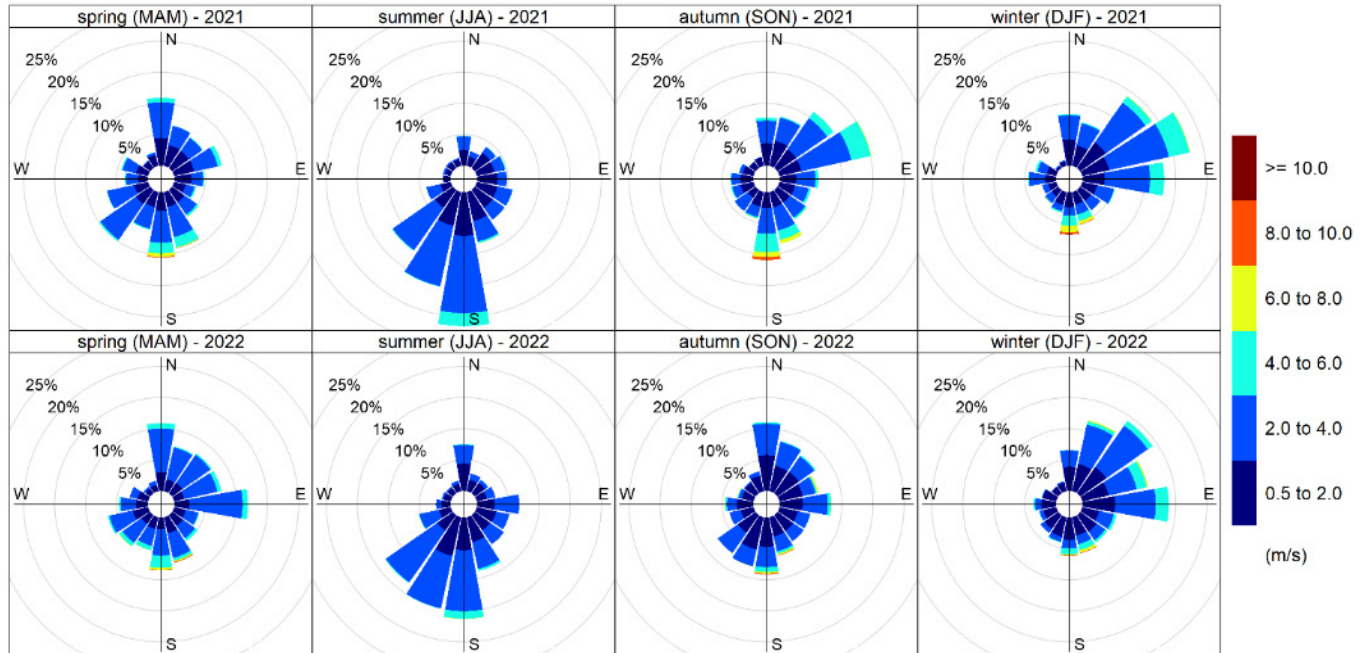 spring (MAM) - 2021
summer (JJA) - 2021
autumn (SON) - 2021
winter (DJF) - 2021
N
N
N
N
25%
25%
25%
25%
20%
20%
20%
20%
15%
15%
15%
15%
10%
10%
10%
10%
5%
5%
5%
5%
W
E
W
E
W
E
W
E
S
S
S
S
spring (MAM) - 2022
summer (JJA) - 2022
autumn (SON) - 2022
winter (DJF) - 2022
N
N
N
N
25%
25%
25%
25%
20%
20%
20%
20%
15%
15%
15%
15%
10%
10%
10%
10%
5%
5%
5%
5%
W
E
W
E
W
E
W
E
S
S
S
S
>= 10.0
8.0 to 10.0
6.0 to 8.0
4.0 to 6.0
2.0 to 4.0
0.5 to 2.0
(m/s)